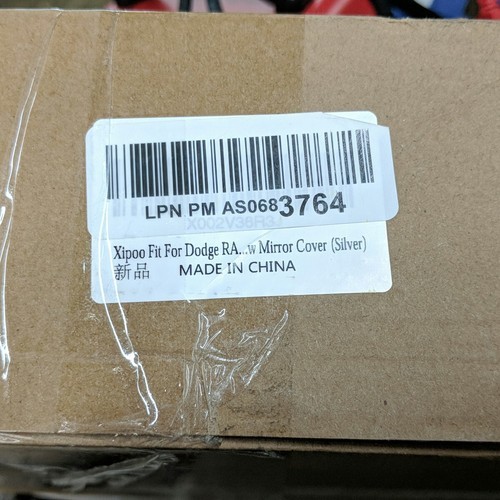 LPN PM AS0683764
Xipoo Fit For Dodge RA...w Mirror Cover (Silver)
新品 MADE IN CHINA